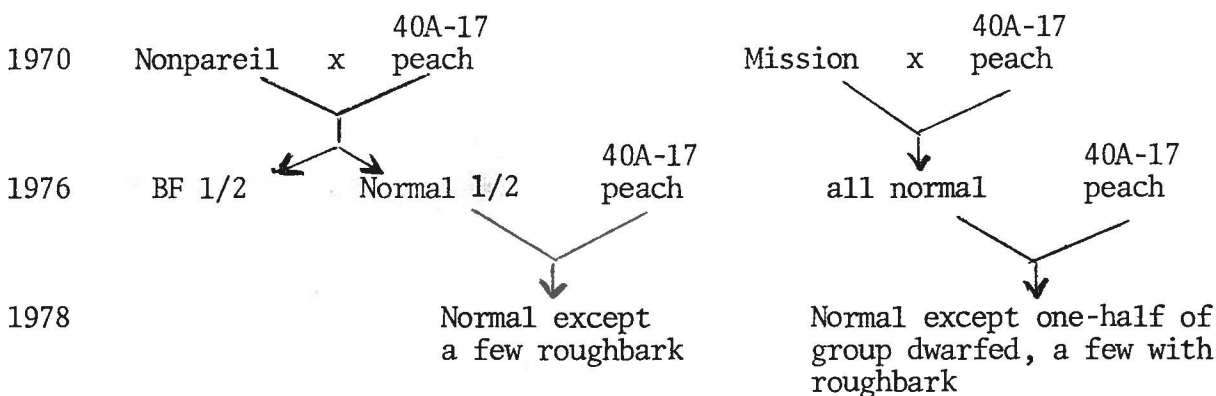 40A-17 40A-17
1970 Nonpareil x peach Mission x peach
40A-17 40A-17
1976 BF 1/2 Normal 1/2 peach all normal peach
1978 Normal except Normal except one-half of
a few roughbark group dwarfed, a few with
roughbark